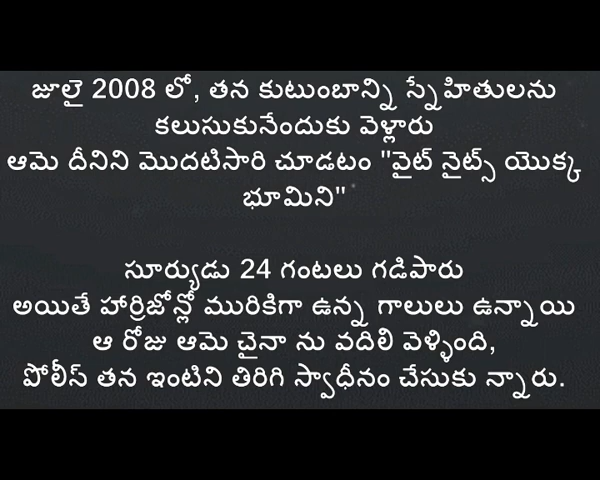 జూలై 2008 లో, తన కుటుంబాన్ని స్నేహితులను
కలుసుకునేందుకు వెళ్లారు
ఆమె దీనిని మొదటిసారి చూడటం "వైట్ నైట్స్ యొక్క
భూమిని"
సూర్యుడు 24 గంటలు గడిపారు
అయితే హార్రిజోన్లో మురికిగా ఉన్న గాలులు ఉన్నాయి
ఆ రోజు ఆమె చైనా ను వదిలి వెళ్ళింది,
పోలీస్ తన ఇంటిని తిరిగి స్వాధీనం చేసుకు న్నారు.